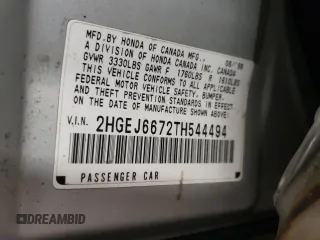 MFD.BY HONDA OF CANADA MFG.,
A DIVISION OF HONDA CANADA INC. CANADA
GVWR 3330LBS GAWR F 1760LBS R 1610LBS
THIS VEHICLE CONFORMS TO ALL APPLICABLE
FEDERAL MOTOR VEHICLE SAFETY, BUMPER,
AND THEFT PREVENTION STANDARDS IN EFFECT
ON THE DATE OF MANUFACTURE SHOWN ABOVE.
V.I.N. 2HGEJ6672TH544494
PASSENGER CAR
DREAMBID